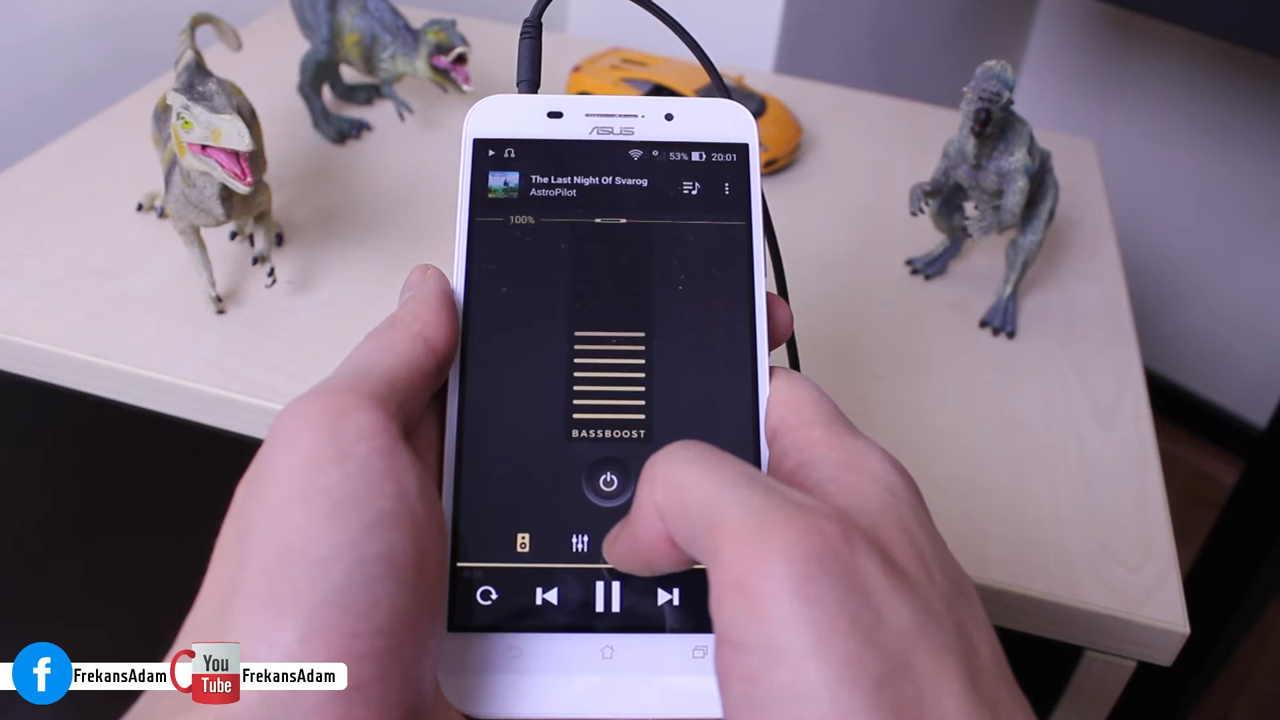 ASUS
53% 20:01
The Last Night Of Svarog
AstroPilot
100%
BASSBOOST
f FrekansAdam You Tube FrekansAdam